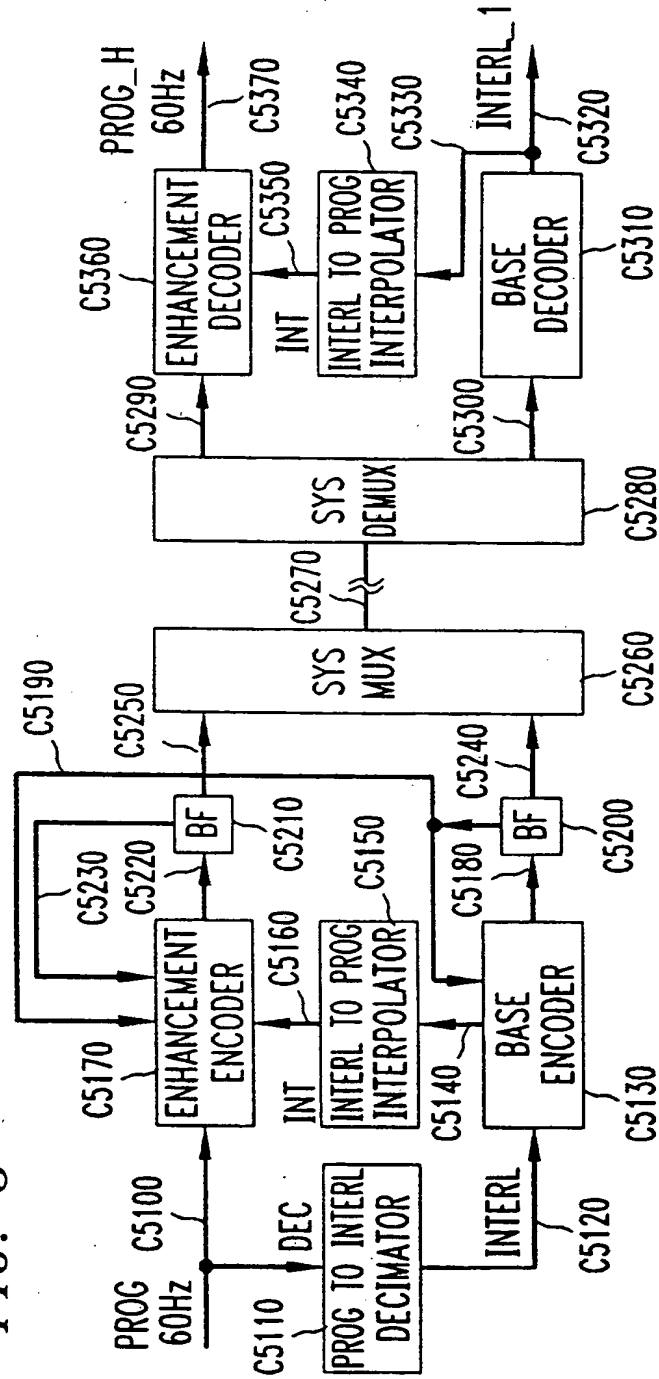 PROG
60Hz
C5100
DEC
C5110
PROG TO INTERL
DECIMATOR
INTERL
C5120
C5170
ENHANCEMENT
ENCODER
C5160
INT
INTERL TO PROG
INTERPOLATOR
C5150
C5140
BASE
ENCODER
C5130
C5230
C5220
BF
C5210
C5190
C5250
C5180
BF
C5200
C5240
SYS
MUX
C5260
C5270
SYS
DEMUX
C5280
C5290
C5300
C5360
ENHANCEMENT
DECODER
C5350
INT
INTERL TO PROG
INTERPOLATOR
C5340
C5330
BASE
DECODER
C5310
PROG_H
60Hz
C5370
INTERL_1
C5320